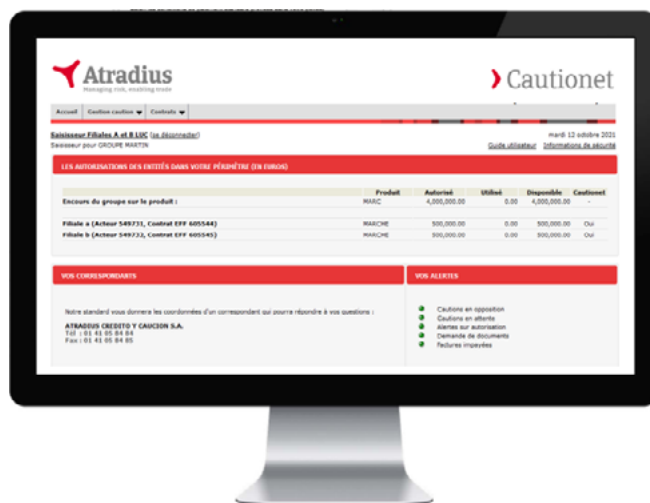 Atradius
Managing risk, enabling trade
Cautionet
Accueil Gestion caution Contrats
Saisisseur Filiales A et B LUC (se déconnecter)
mardi 12 octobre 2021
Saisisseur pour GROUPE MARTIN
Guide utilisateur Informations de sécurité
LES AUTORISATIONS DES ENTITÉS DANS VOTRE PÉRIMÈTRE (EN EUROS)
Produit Autorisé Utilisé Disponible Cautionet
Encours du groupe sur le produit : MARC 4,000,000.00 0.00 4,000,000.00 -
Filiale a (Acteur 549731, Contrat EFF 605544) MARCHE 500,000.00 0.00 500,000.00 Oui
Filiale b (Acteur 549732, Contrat EFF 605545) MARCHE 500,000.00 0.00 500,000.00 Oui
VOS CORRESPONDANTS
VOS ALERTES
Notre standard vous donnera les coordonnées d'un correspondant qui pourra répondre à vos questions :
ATRADIUS CREDITO Y CAUCION S.A.
Tél : 01 41 05 84 84
Fax : 01 41 05 84 85
Cautions en opposition
Cautions en attente
Alertes sur autorisation
Demande de documents
Factures impayées